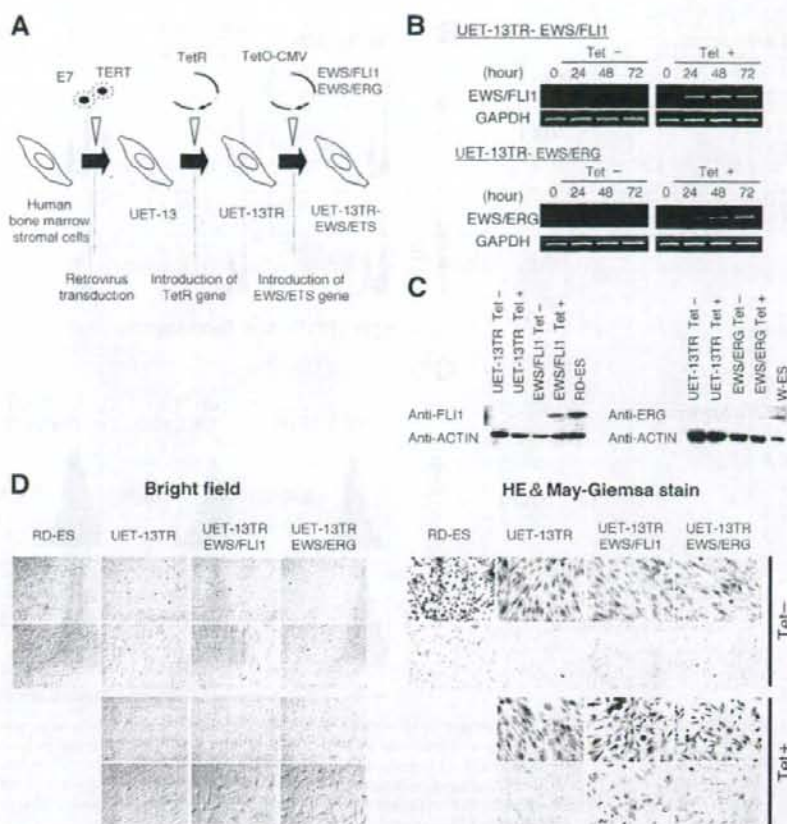 A
E7
TERT
TetR
TetO-CMV
EWS/FLI1
EWS/ERG
Human
bone marrow
stromal cells
UET-13
UET-13TR
UET-13TR-
EWS/ETS
Retrovirus
transduction
Introduction of
TetR gene
Introduction of
EWS/ETS gene
B
UET-13TR- EWS/FLI1
Tet − Tet +
(hour) 0 24 48 72 0 24 48 72
EWS/FLI1
GAPDH
UET-13TR- EWS/ERG
Tet − Tet +
(hour) 0 24 48 72 0 24 48 72
EWS/ERG
GAPDH
C
UET-13TR Tet −
UET-13TR Tet +
EWS/FLI1 Tet −
EWS/FLI1 Tet +
RD-ES
Anti-FLI1
Anti-ACTIN
UET-13TR Tet −
UET-13TR Tet +
EWS/ERG Tet −
EWS/ERG Tet +
W-ES
Anti-ERG
Anti-ACTIN
D
Bright field
RD-ES UET-13TR UET-13TR EWS/FLI1 UET-13TR EWS/ERG
HE & May-Giemsa stain
RD-ES UET-13TR UET-13TR EWS/FLI1 UET-13TR EWS/ERG
Tet−
Tet+